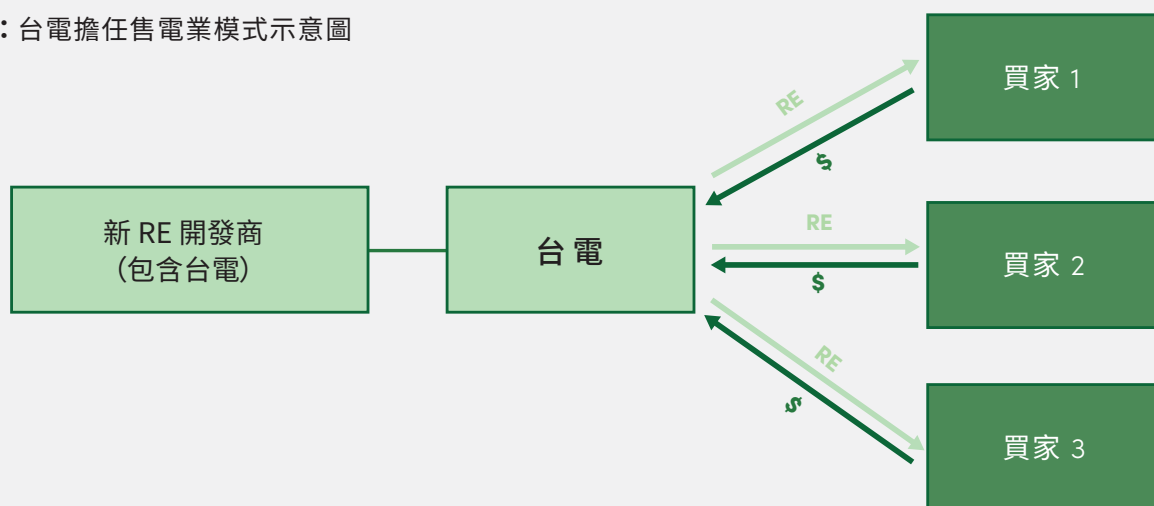 ：台電擔任售電業模式示意圖
新 RE 開發商
（包含台電）
台電
RE
$
買家 1
RE
$
買家 2
RE
$
買家 3